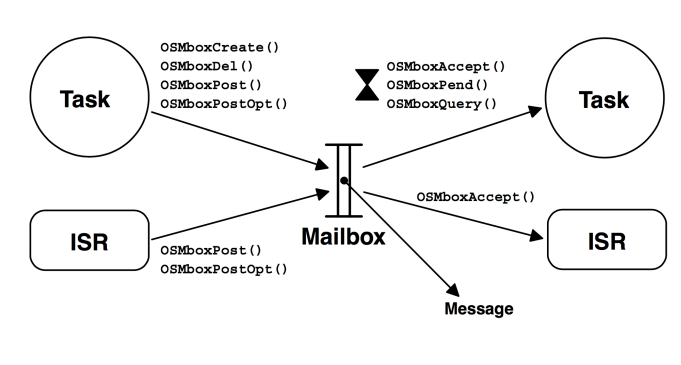 OSMboxCreate()
OSMboxDel()
OSMboxPost()
OSMboxPostOpt()
Task
OSMboxAccept()
OSMboxPend()
OSMboxQuery()
Task
OSMboxAccept()
Mailbox
ISR
OSMboxPost()
OSMboxPostOpt()
ISR
Message